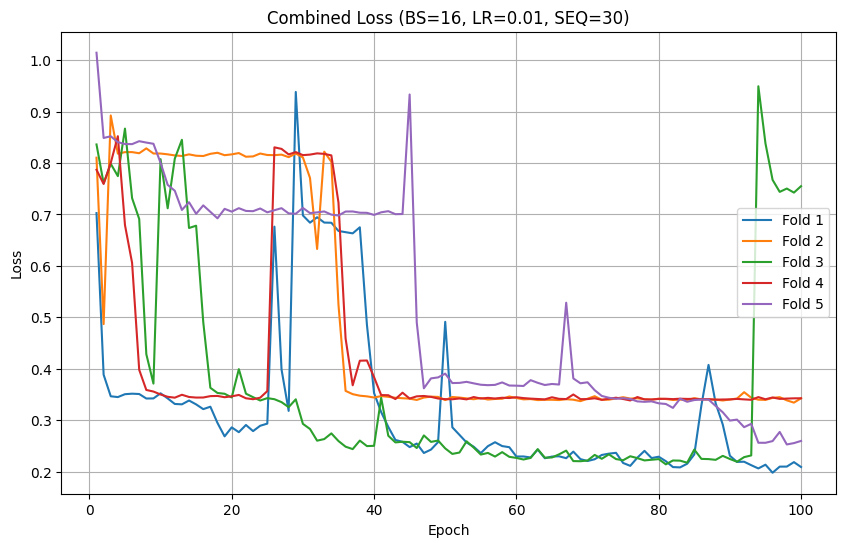 Combined Loss (BS=16, LR=0.01, SEQ=30)
1.0
0.9
0.8
0.7
0.6
0.5
0.4
0.3
0.2
Loss
Fold 1
Fold 2
Fold 3
Fold 4
Fold 5
0
20
40
60
80
100
Epoch